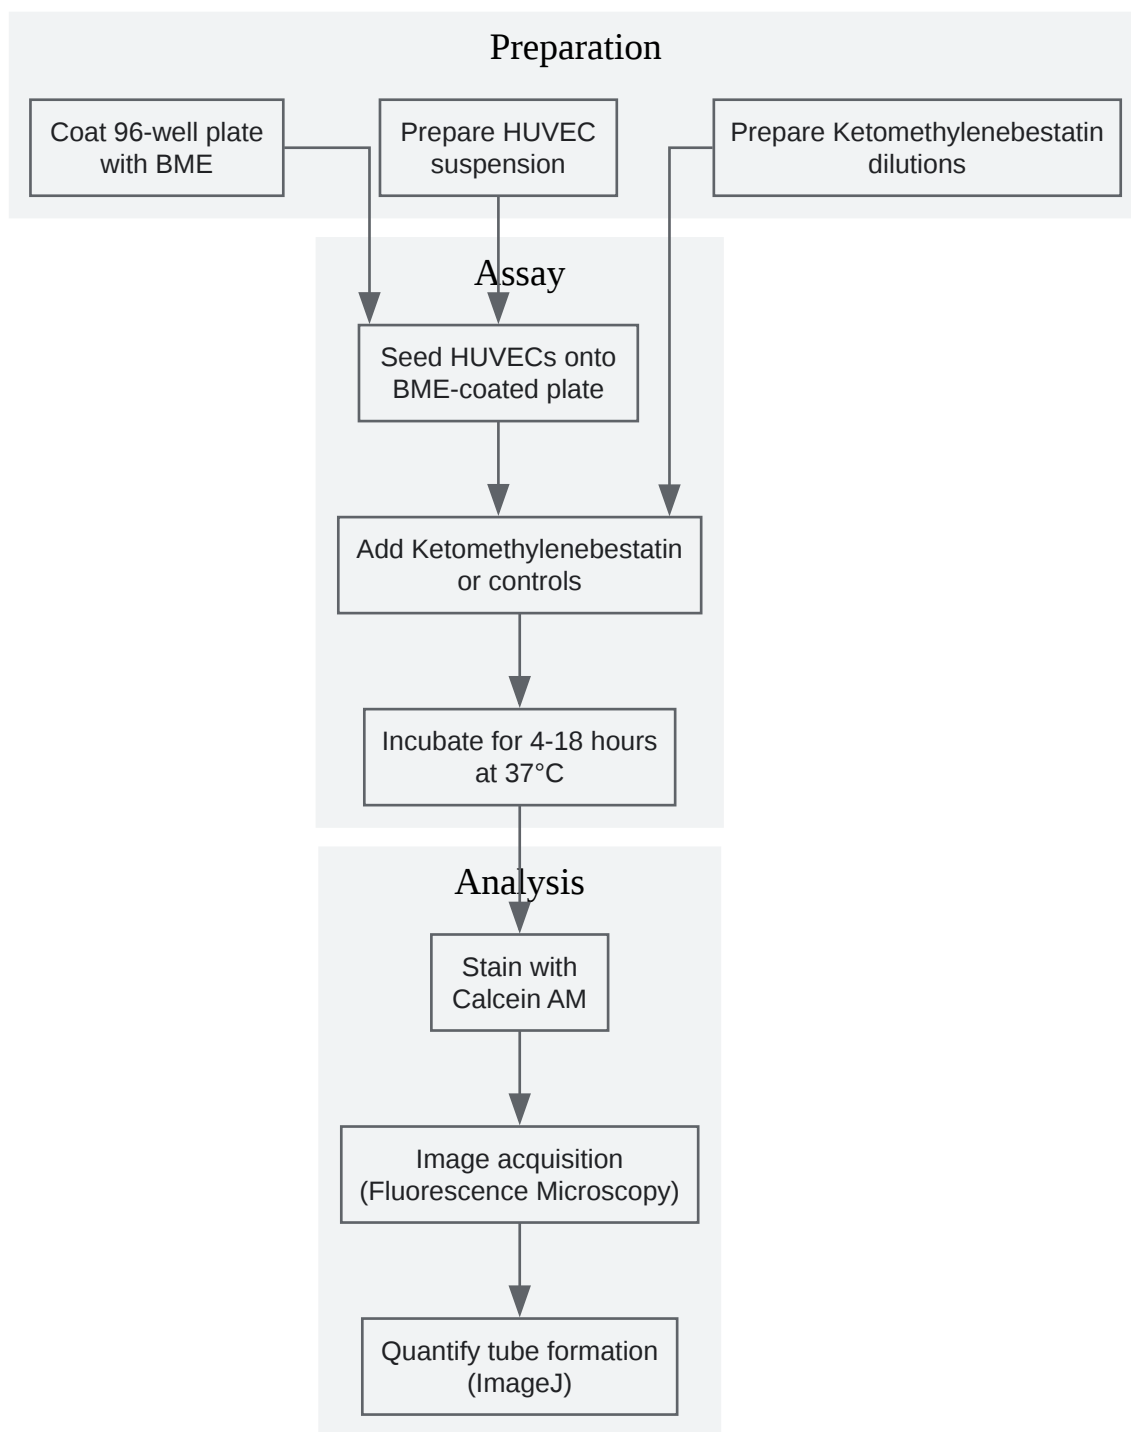 Preparation
Coat 96-well plate
with BME
Prepare HUVEC
suspension
Prepare Ketomethylenebestatin
dilutions
Assay
Seed HUVECs onto
BME-coated plate
Add Ketomethylenebestatin
or controls
Incubate for 4-18 hours
at 37°C
Analysis
Stain with
Calcein AM
Image acquisition
(Fluorescence Microscopy)
Quantify tube formation
(ImageJ)